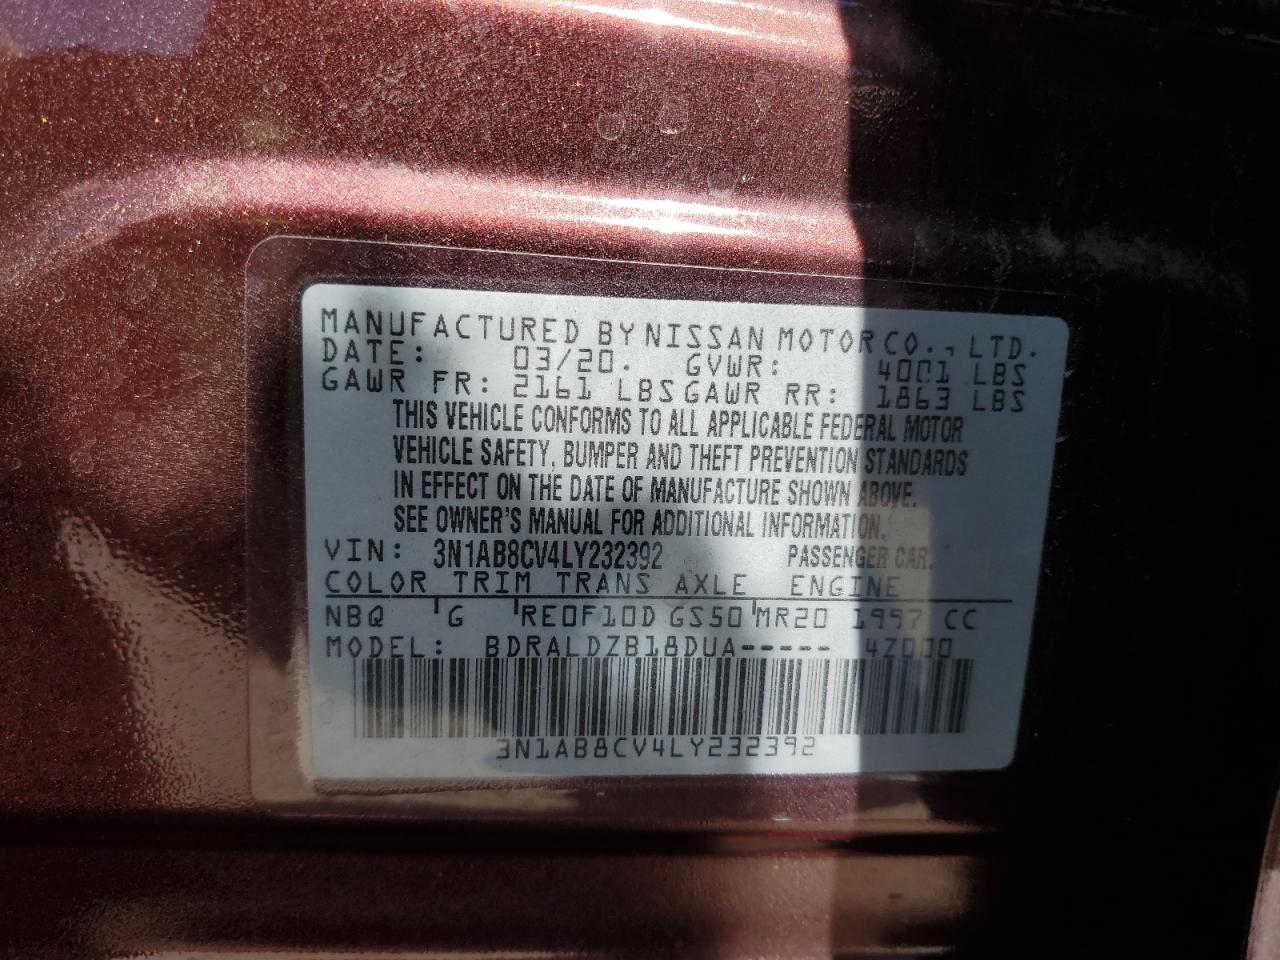 MANUFACTURED BY NISSAN MOTOR CO., LTD.
DATE: 03/20. GVWR: 4001 LBS
GAWR FR: 2161 LBS GAWR RR: 1863 LBS
THIS VEHICLE CONFORMS TO ALL APPLICABLE FEDERAL MOTOR
VEHICLE SAFETY, BUMPER AND THEFT PREVENTION STANDARDS
IN EFFECT ON THE DATE OF MANUFACTURE SHOWN ABOVE.
SEE OWNER'S MANUAL FOR ADDITIONAL INFORMATION.
VIN: 3N1AB8CV4LY232392 PASSENGER CAR.
COLOR TRIM TRANS AXLE ENGINE
NBQ 'G 'RE0F10D GS50 'MR20 1997 CC
MODEL: BDRALDZB18DUA----- 4Z000
3N1AB8CV4LY232392